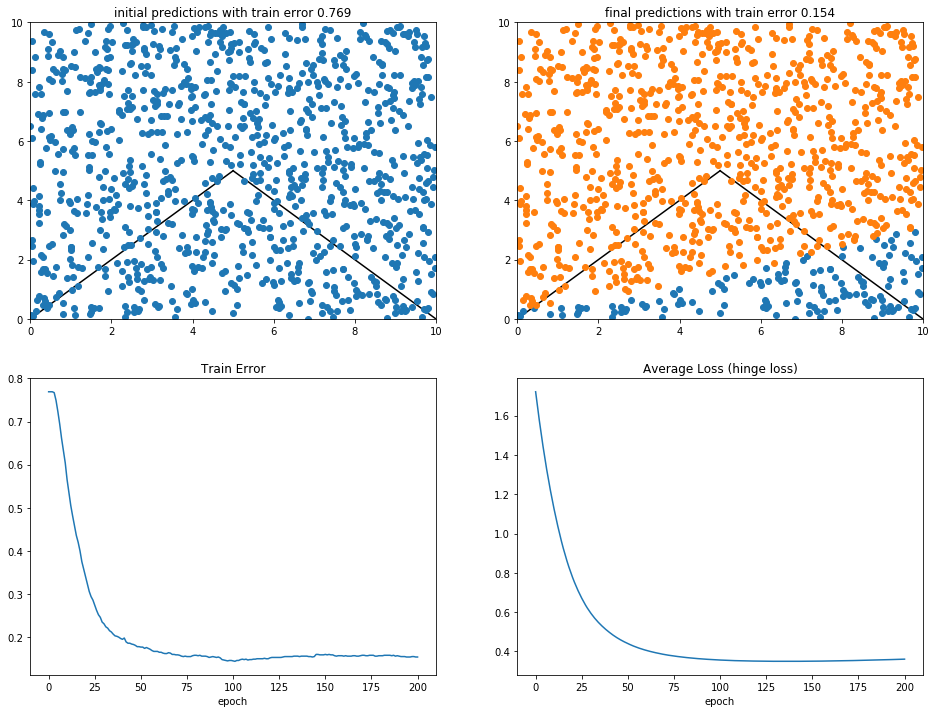 initial predictions with train error 0.769
10
8
6
4
2
0
0 2 4 6 8 10
final predictions with train error 0.154
10
8
6
4
2
0
0 2 4 6 8 10
Train Error
0.8
0.7
0.6
0.5
0.4
0.3
0.2
0 25 50 75 100 125 150 175 200
epoch
Average Loss (hinge loss)
1.6
1.4
1.2
1.0
0.8
0.6
0.4
0 25 50 75 100 125 150 175 200
epoch